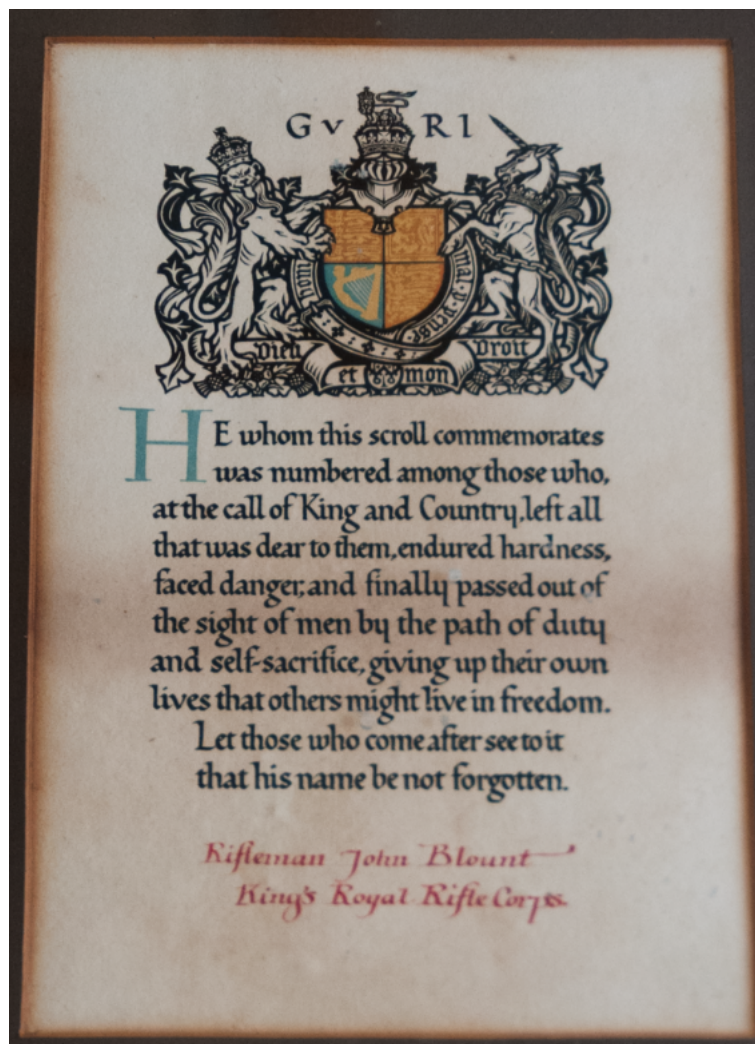 G V R I
honi mal·y·pense
Dieu et mon Droit
HE whom this scroll commemorates
was numbered among those who,
at the call of King and Country, left all
that was dear to them, endured hardness,
faced danger, and finally passed out of
the sight of men by the path of duty
and self-sacrifice, giving up their own
lives that others might live in freedom.
Let those who come after see to it
that his name be not forgotten.
Rifleman John Blount
King's Royal Rifle Corps